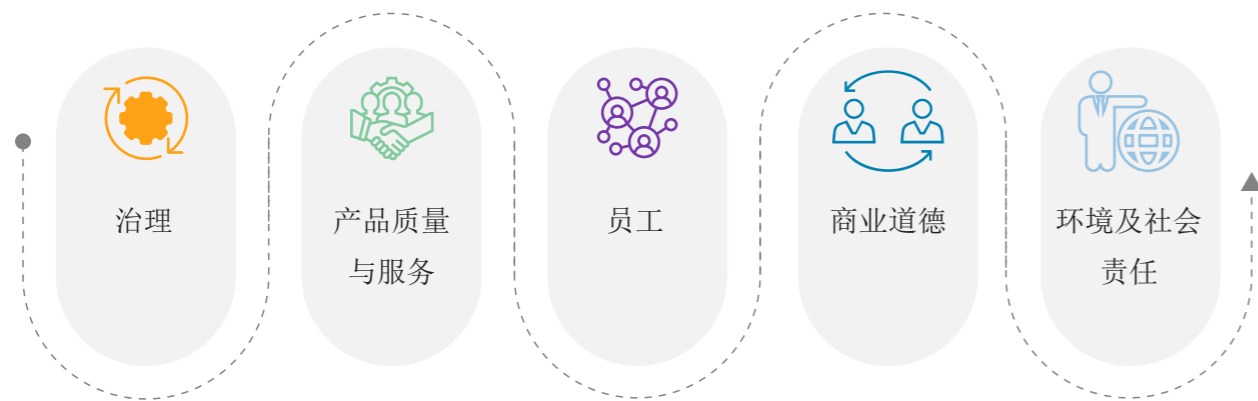 治理
产品质量
与服务
员工
商业道德
环境及社会
责任